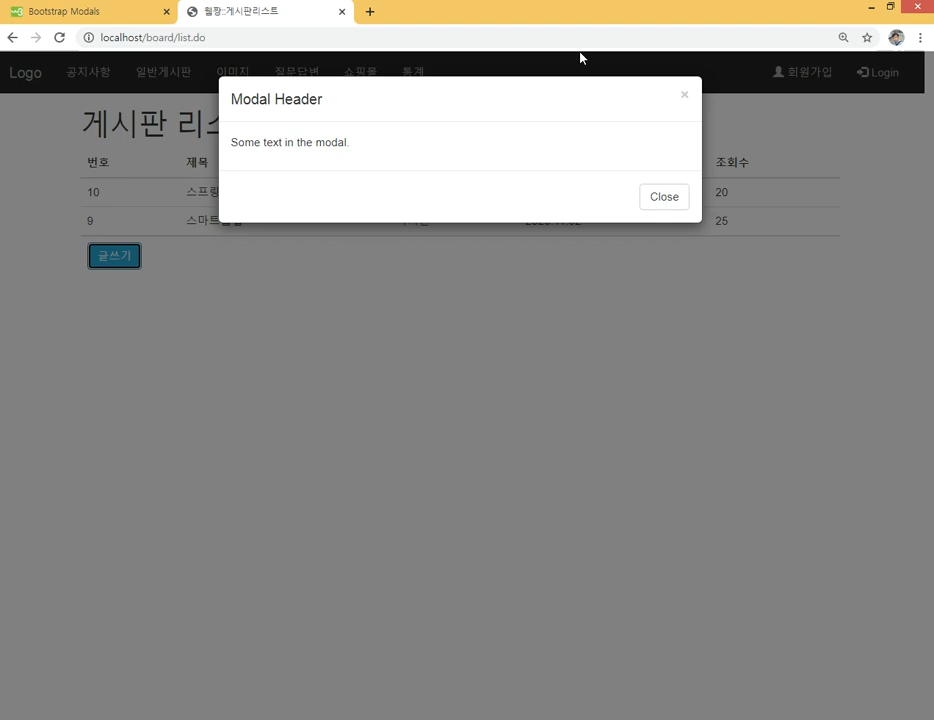 Bootstrap Modals
웹짱::게시판리스트
localhost/board/list.do
Logo 공지사항 일반게시판 이미지 질문답변 쇼핑몰 통계 회원가입 Login
Modal Header ×
Some text in the modal.
Close
게시판
번호 제목 조회수
10 20
9 25
글쓰기